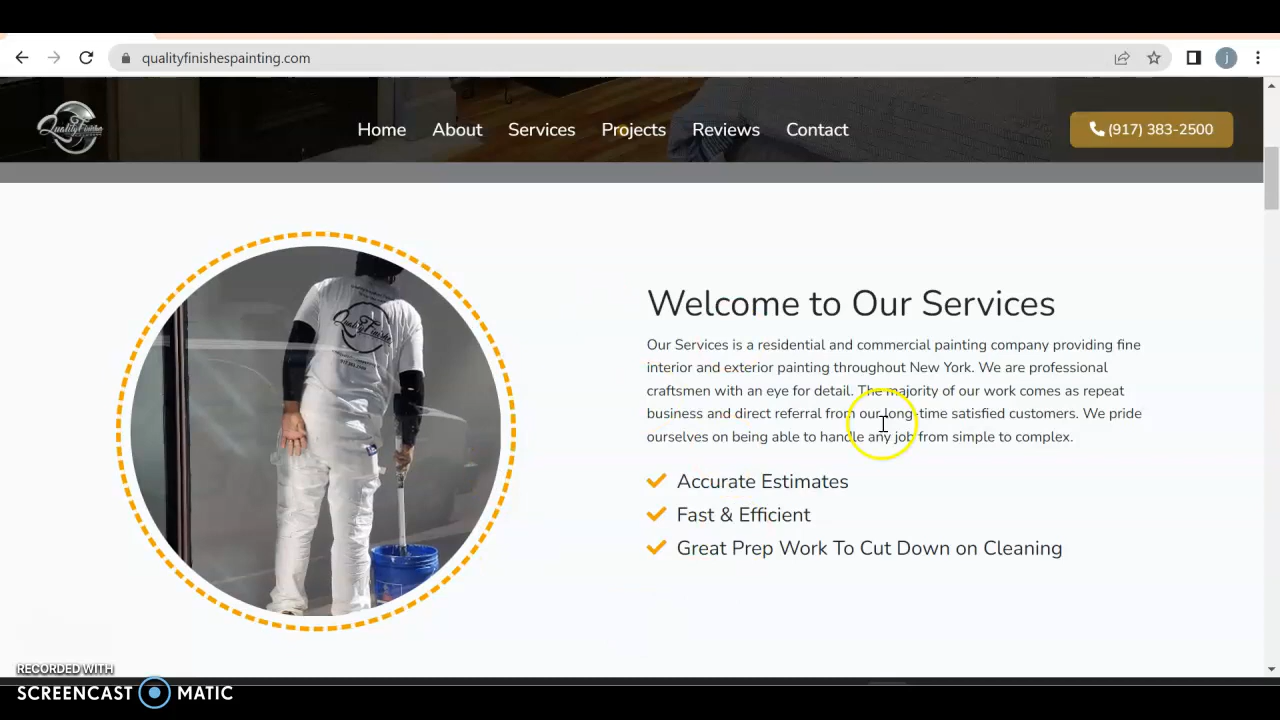 qualityfinishespainting.com
j
Quality Finishes
Home
About
Services
Projects
Reviews
Contact
(917) 383-2500
Quality Finishes
Welcome to Our Services
Our Services is a residential and commercial painting company providing fine
interior and exterior painting throughout New York. We are professional
craftsmen with an eye for detail. The majority of our work comes as repeat
business and direct referral from our long-time satisfied customers. We pride
ourselves on being able to handle any job from simple to complex.
Accurate Estimates
Fast & Efficient
Great Prep Work To Cut Down on Cleaning
RECORDED WITH
SCREENCAST MATIC